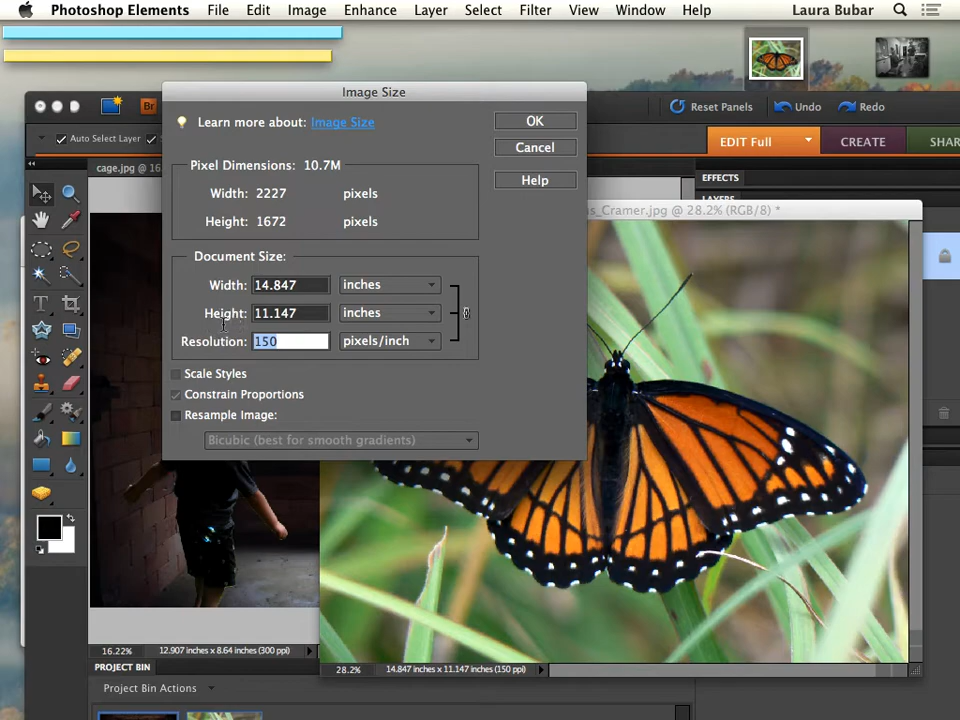 Photoshop Elements File Edit Image Enhance Layer Select Filter View Window Help Laura Bubar
Image Size
Br
Reset Panels Undo Redo
Learn more about: Image Size
OK
Auto Select Layer
EDIT Full CREATE SHAR
Cancel
cage.jpg @ 16
Pixel Dimensions: 10.7M
EFFECTS
Help
LAYERS
Width: 2227 pixels
s_Cramer.jpg @ 28.2% (RGB/8) *
Height: 1672 pixels
Document Size:
Width: 14.847 inches
Height: 11.147 inches
Resolution: 150 pixels/inch
Scale Styles
Constrain Proportions
Resample Image:
Bicubic (best for smooth gradients)
16.22% 12.907 inches x 8.64 inches (300 ppi)
28.2% 14.847 inches x 11.147 inches (150 ppi)
PROJECT BIN
Project Bin Actions